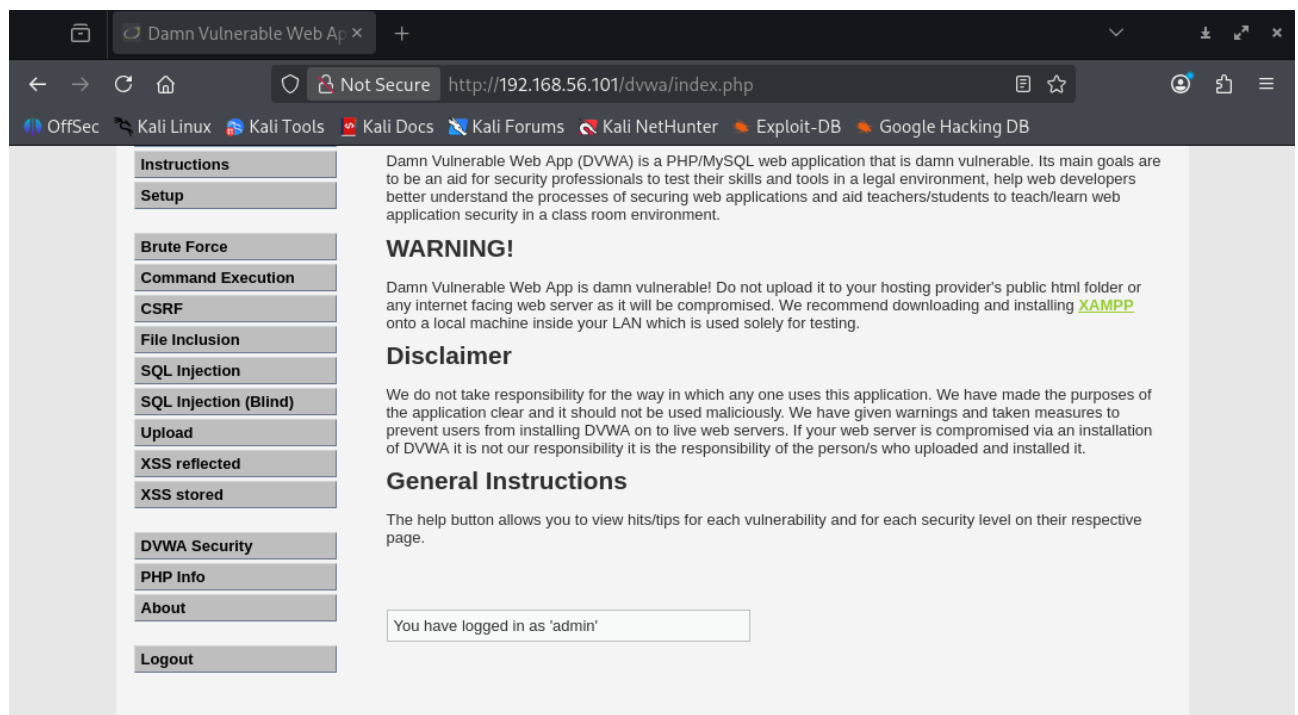 Damn Vulnerable Web Ap
Not Secure http://192.168.56.101/dvwa/index.php
OffSec Kali Linux Kali Tools Kali Docs Kali Forums Kali NetHunter Exploit-DB Google Hacking DB
Instructions
Setup
Brute Force
Command Execution
CSRF
File Inclusion
SQL Injection
SQL Injection (Blind)
Upload
XSS reflected
XSS stored
DVWA Security
PHP Info
About
Logout
Damn Vulnerable Web App (DVWA) is a PHP/MySQL web application that is damn vulnerable. Its main goals are
to be an aid for security professionals to test their skills and tools in a legal environment, help web developers
better understand the processes of securing web applications and aid teachers/students to teach/learn web
application security in a class room environment.
WARNING!
Damn Vulnerable Web App is damn vulnerable! Do not upload it to your hosting provider's public html folder or
any internet facing web server as it will be compromised. We recommend downloading and installing XAMPP
onto a local machine inside your LAN which is used solely for testing.
Disclaimer
We do not take responsibility for the way in which any one uses this application. We have made the purposes of
the application clear and it should not be used maliciously. We have given warnings and taken measures to
prevent users from installing DVWA on to live web servers. If your web server is compromised via an installation
of DVWA it is not our responsibility it is the responsibility of the person/s who uploaded and installed it.
General Instructions
The help button allows you to view hits/tips for each vulnerability and for each security level on their respective
page.
You have logged in as 'admin'